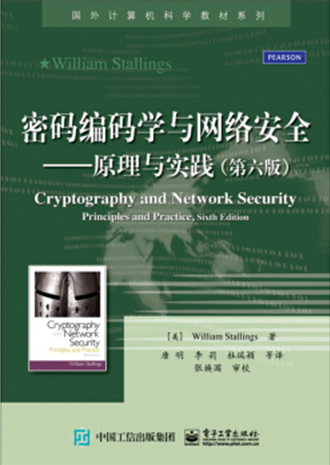 国外计算机科学教材系列
★William Stallings
PEARSON
密码编码学与网络安全
——原理与实践（第六版）
Cryptography and Network Security
Principles and Practice, Sixth Edition
Cryptography and
Network
Security
Principles and Practice
William Stallings
［美］ William Stallings 著
唐 明 李 莉 杜瑞颖 等译
张焕国 审校
中国工信出版集团
电子工业出版社